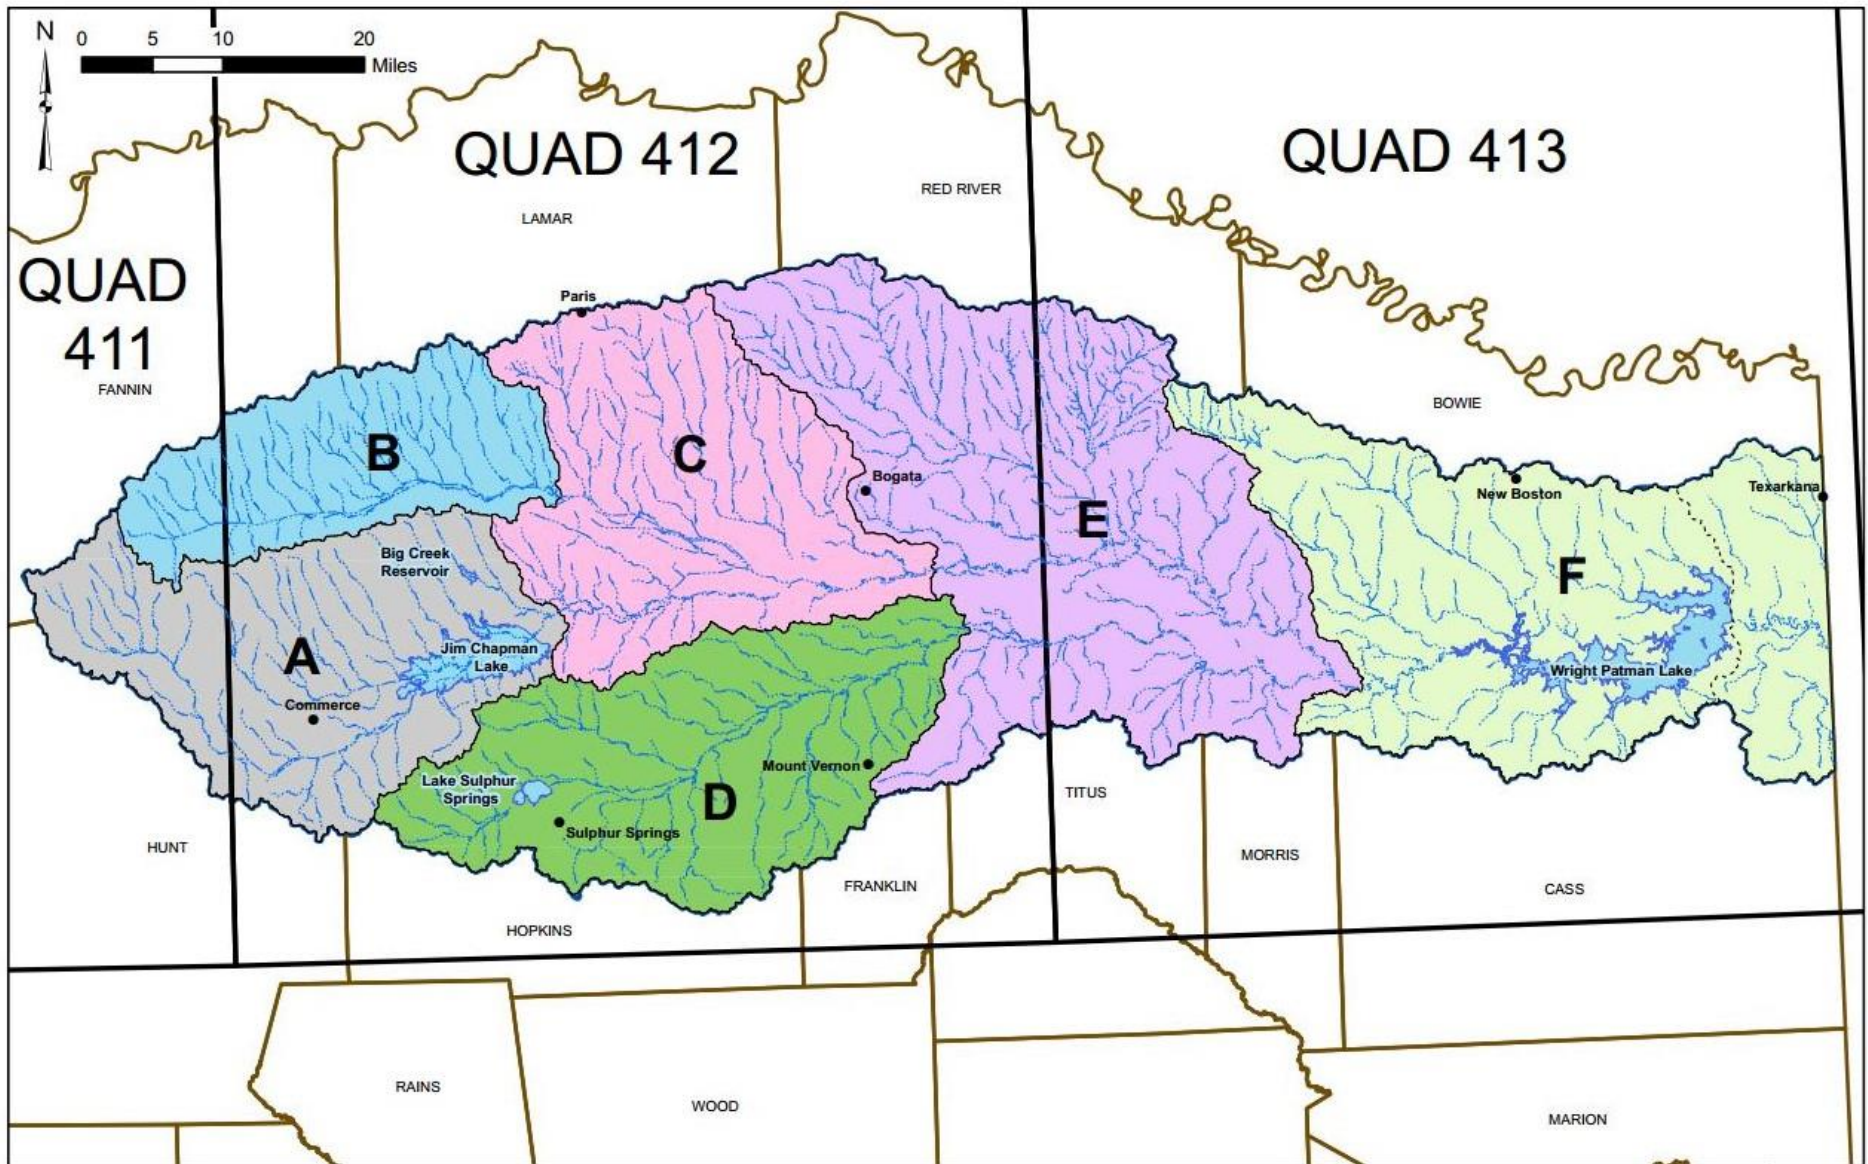 N
0 5 10 20
Miles
QUAD 412
QUAD 413
RED RIVER
LAMAR
QUAD
411
FANNIN
Paris
BOWIE
B
C
Bogata
Texarkana
New Boston
E
Big Creek
Reservoir
F
A
Jim Chapman
Lake
Wright Patman Lake
Commerce
Mount Vernon
Lake Sulphur
Springs
D
TITUS
Sulphur Springs
HUNT
MORRIS
FRANKLIN
CASS
HOPKINS
RAINS
WOOD
MARION